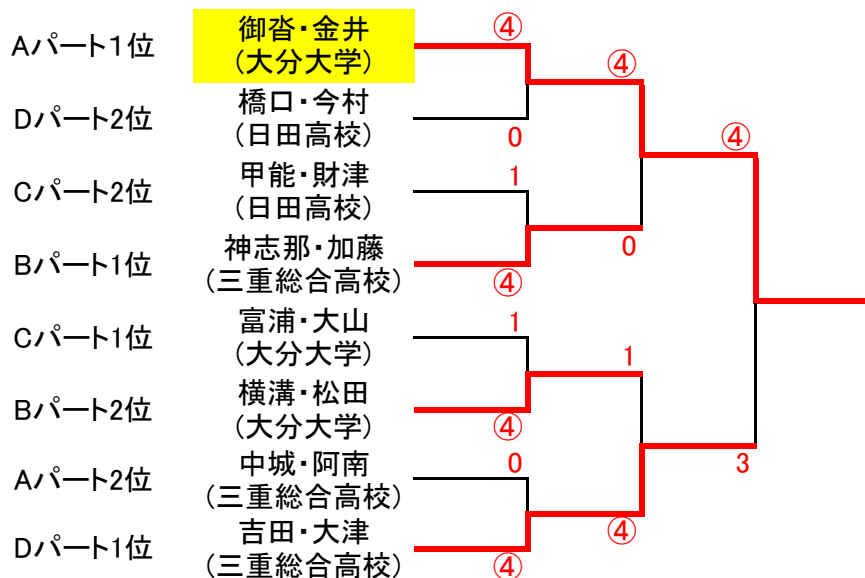 Aパート1位
御沓・金井
(大分大学)
④
④
Dパート2位
橋口・今村
(日田高校)
0
④
Cパート2位
甲能・財津
(日田高校)
1
Bパート1位
神志那・加藤
(三重総合高校)
④
0
Cパート1位
富浦・大山
(大分大学)
1
1
Bパート2位
横溝・松田
(大分大学)
④
Aパート2位
中城・阿南
(三重総合高校)
0
3
Dパート1位
吉田・大津
(三重総合高校)
④
④